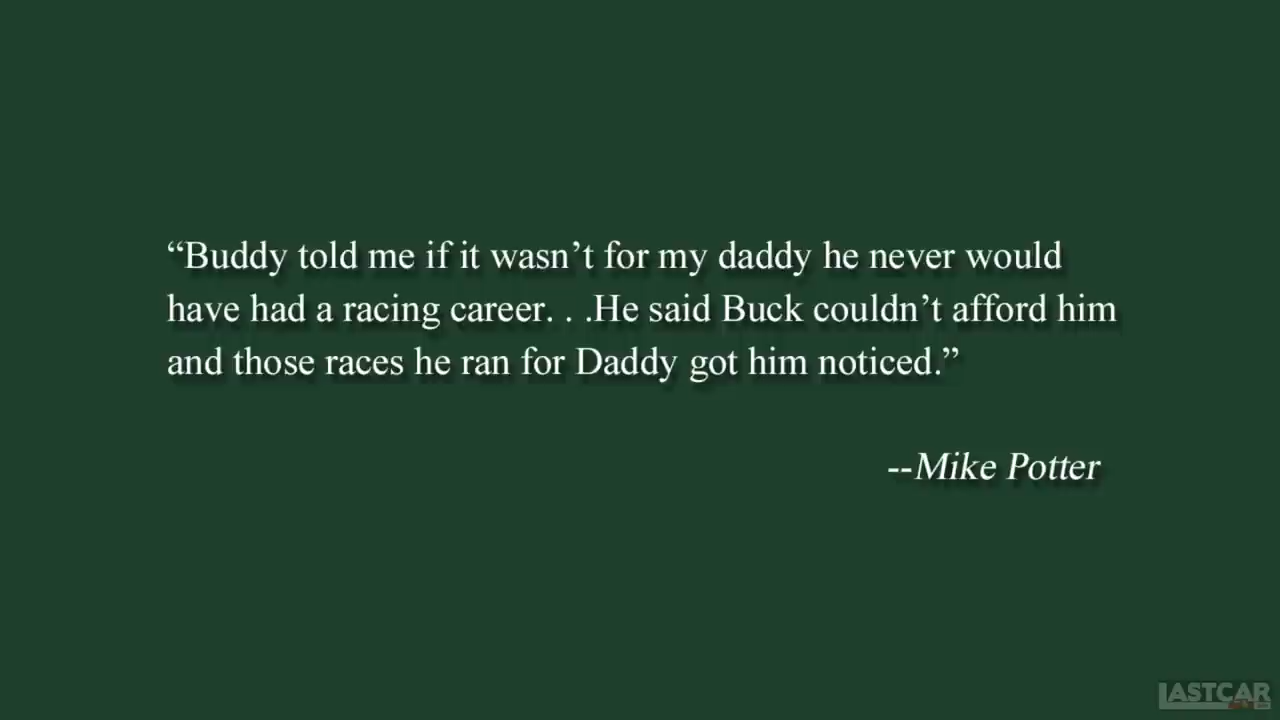 “Buddy told me if it wasn’t for my daddy he never would
have had a racing career. . .He said Buck couldn’t afford him
and those races he ran for Daddy got him noticed.”
--Mike Potter
LASTCAR